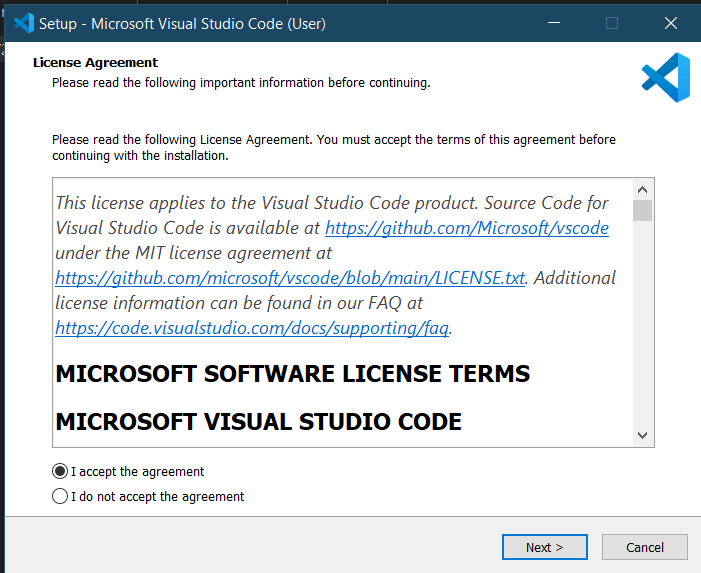 Setup - Microsoft Visual Studio Code (User)
License Agreement
Please read the following important information before continuing.
Please read the following License Agreement. You must accept the terms of this agreement before
continuing with the installation.
This license applies to the Visual Studio Code product. Source Code for
Visual Studio Code is available at https://github.com/Microsoft/vscode
under the MIT license agreement at
https://github.com/microsoft/vscode/blob/main/LICENSE.txt. Additional
license information can be found in our FAQ at
https://code.visualstudio.com/docs/supporting/faq.
MICROSOFT SOFTWARE LICENSE TERMS
MICROSOFT VISUAL STUDIO CODE
I accept the agreement
I do not accept the agreement
Next >
Cancel